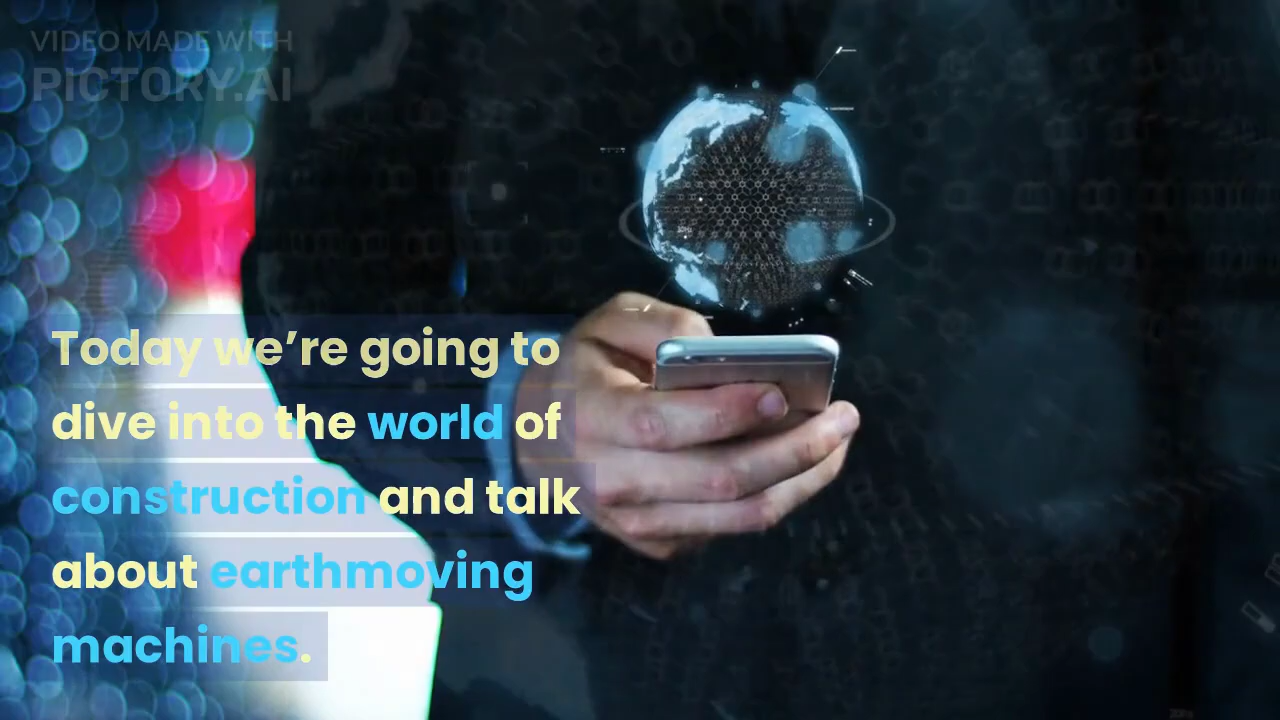 VIDEO MADE WITH
PICTORY.AI
Today we’re going to
dive into the world of
construction and talk
about earthmoving
machines.